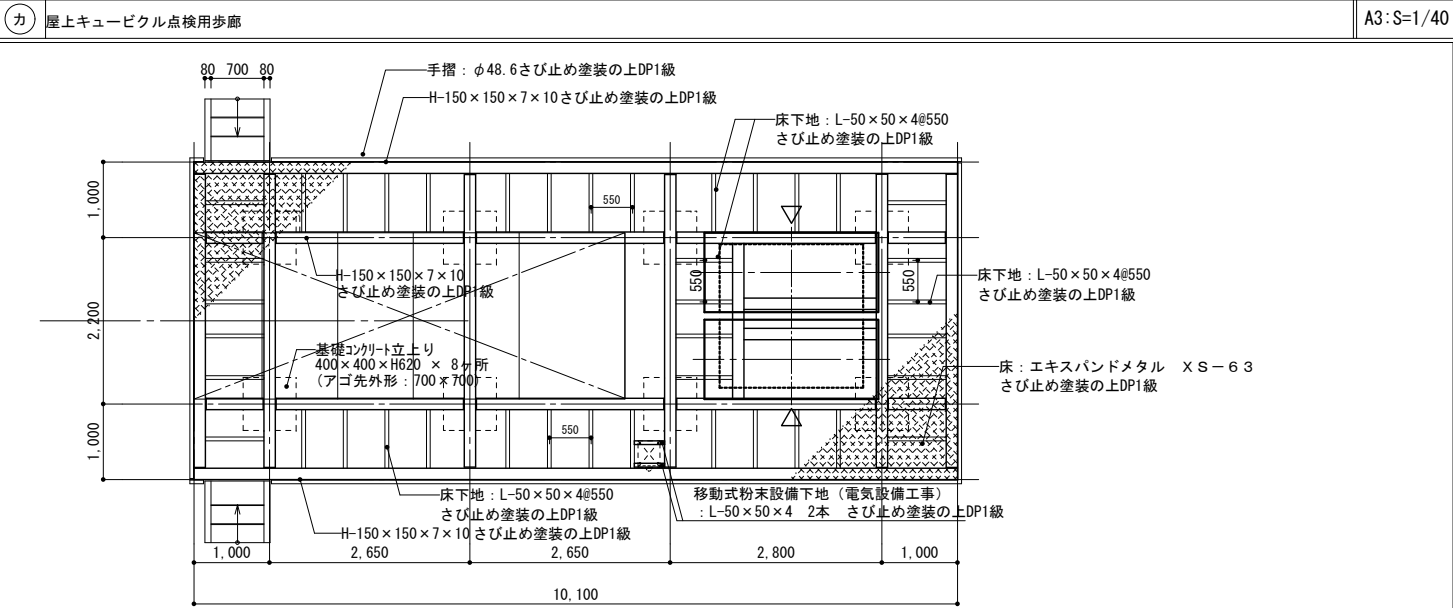 カ 屋上キュービクル点検用歩廊
A3:S=1/40
80 700 80
手摺：φ48.6さび止め塗装の上DP1級
H-150×150×7×10さび止め塗装の上DP1級
床下地：L-50×50×4@550
さび止め塗装の上DP1級
1,000
550
H-150×150×7×10
さび止め塗装の上DP1級
550
550
床下地：L-50×50×4@550
さび止め塗装の上DP1級
2,200
基礎コンクリート立上り
400×400×H620 × 8ヶ所
（アゴ先外形：700×700）
床：エキスパンドメタル　ＸＳ－６３
さび止め塗装の上DP1級
1,000
550
床下地：L-50×50×4@550
さび止め塗装の上DP1級
H-150×150×7×10さび止め塗装の上DP1級
移動式粉末設備下地（電気設備工事）
：L-50×50×4　2本　さび止め塗装の上DP1級
1,000 2,650 2,650 2,800 1,000
10,100